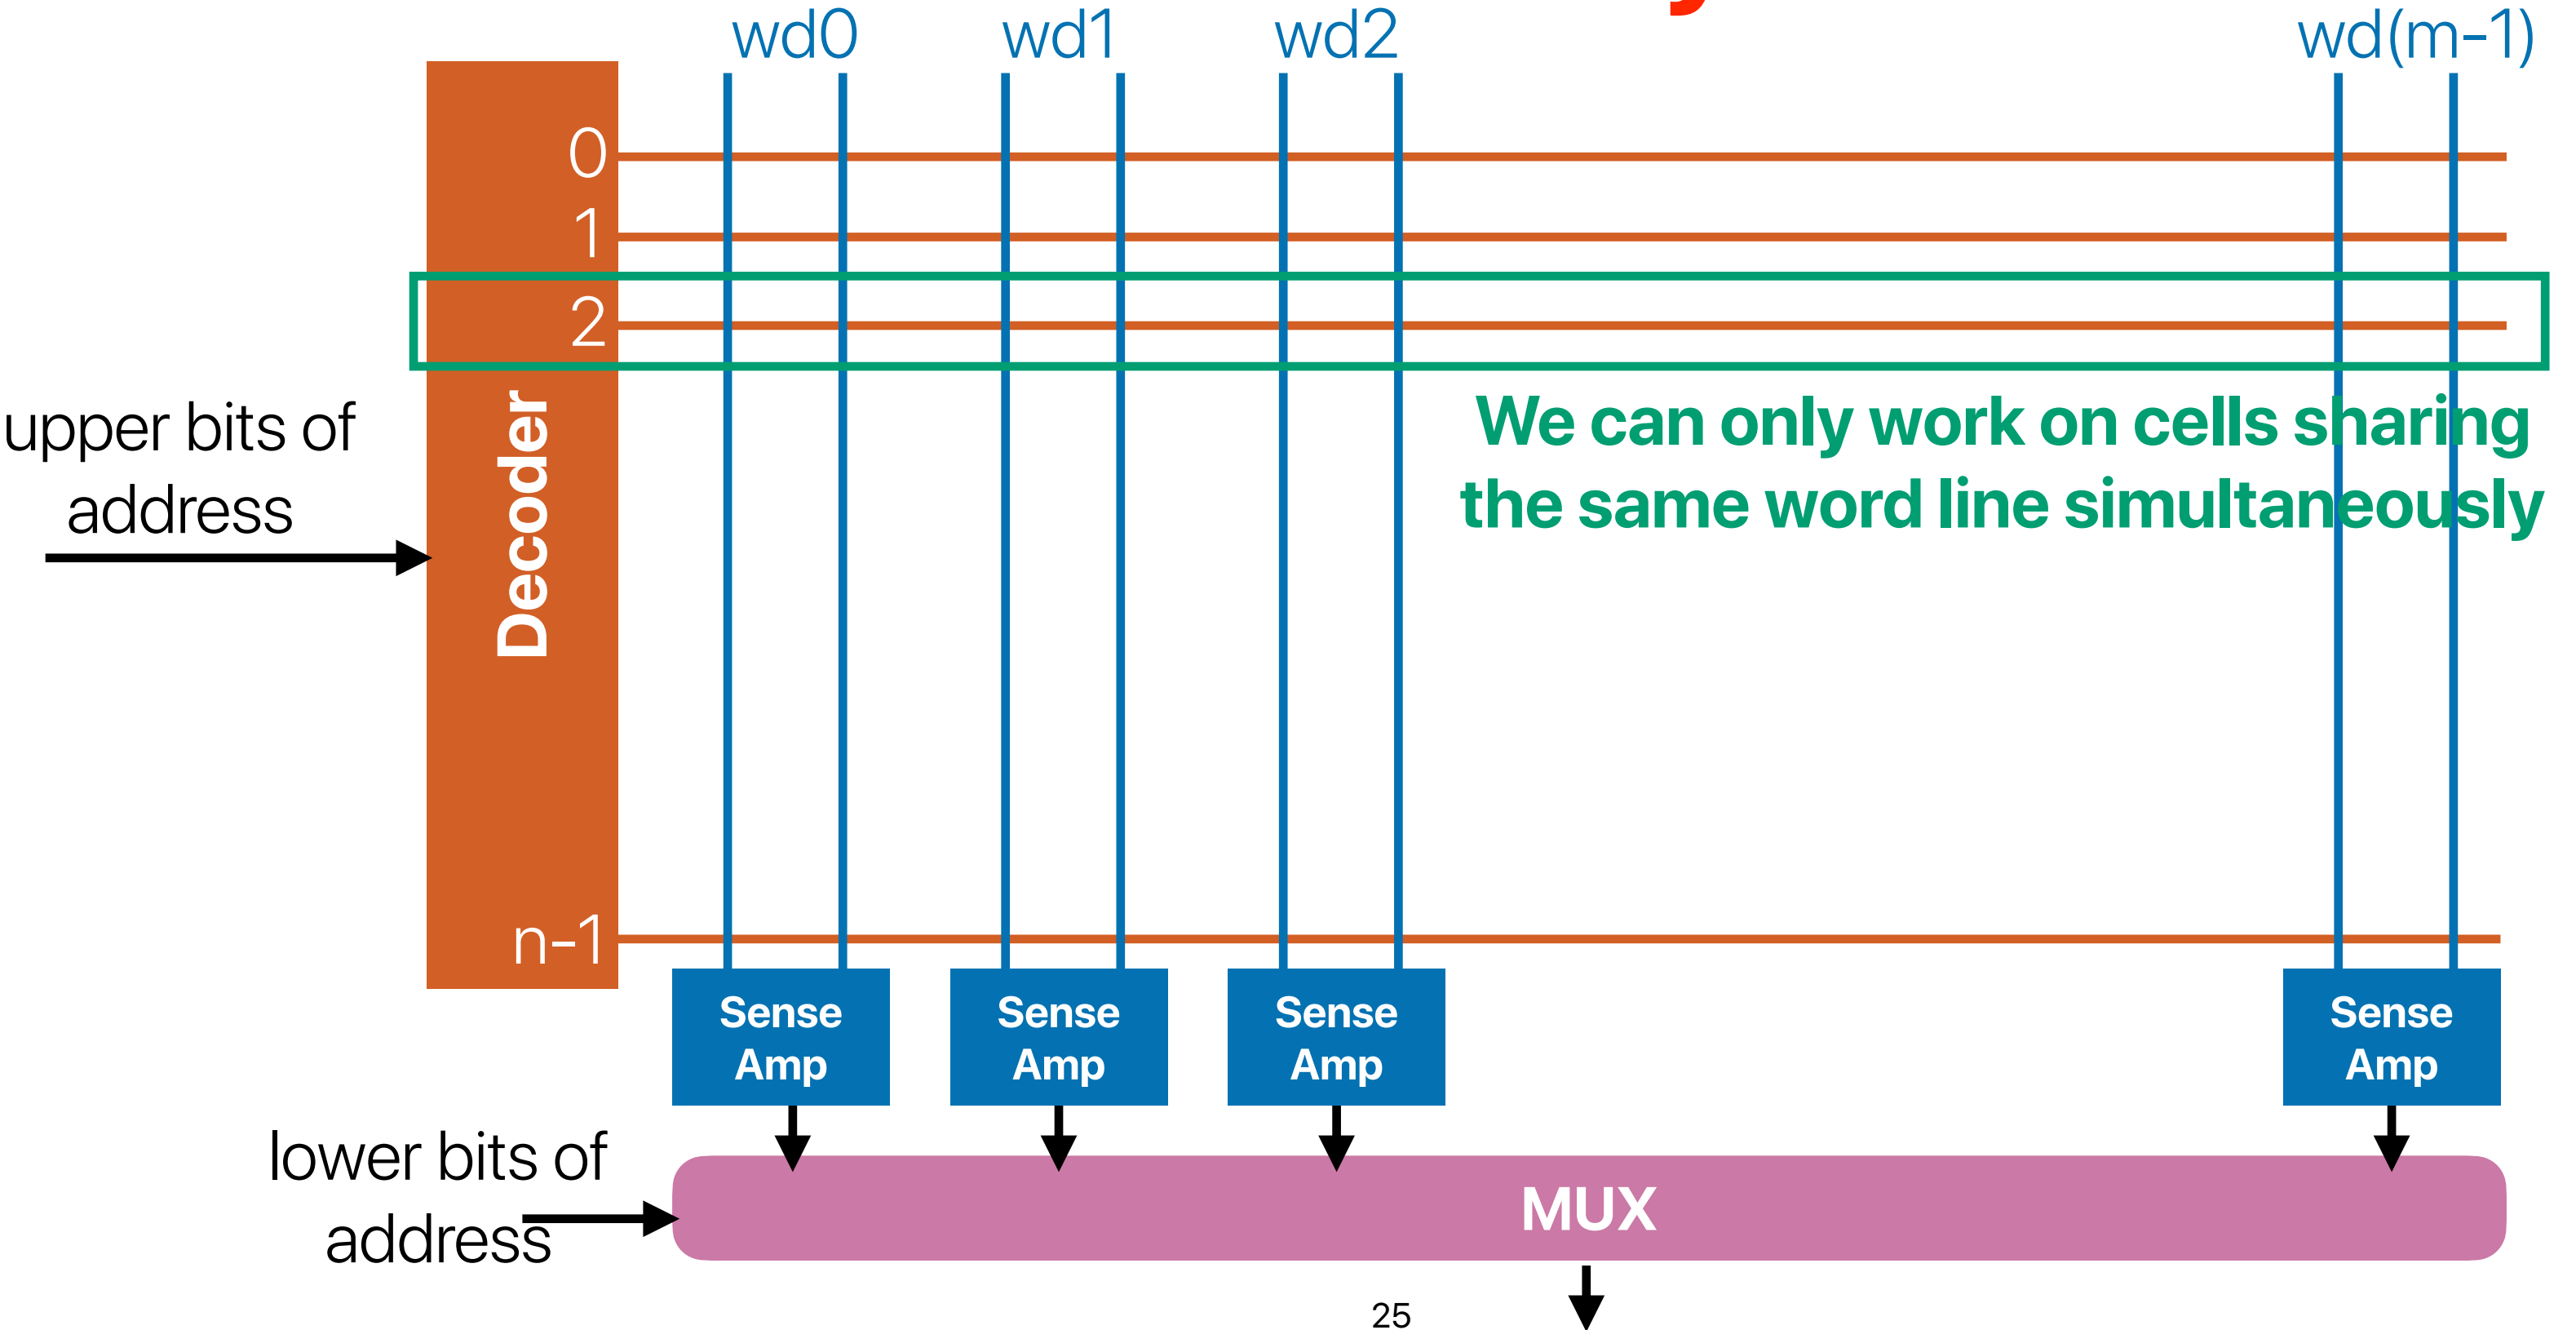 wd0 wd1 wd2 wd(m-1)
0
1
2
We can only work on cells sharing
the same word line simultaneously
upper bits of
address
Decoder
n-1
Sense
Amp
Sense
Amp
Sense
Amp
Sense
Amp
lower bits of
address
MUX
25